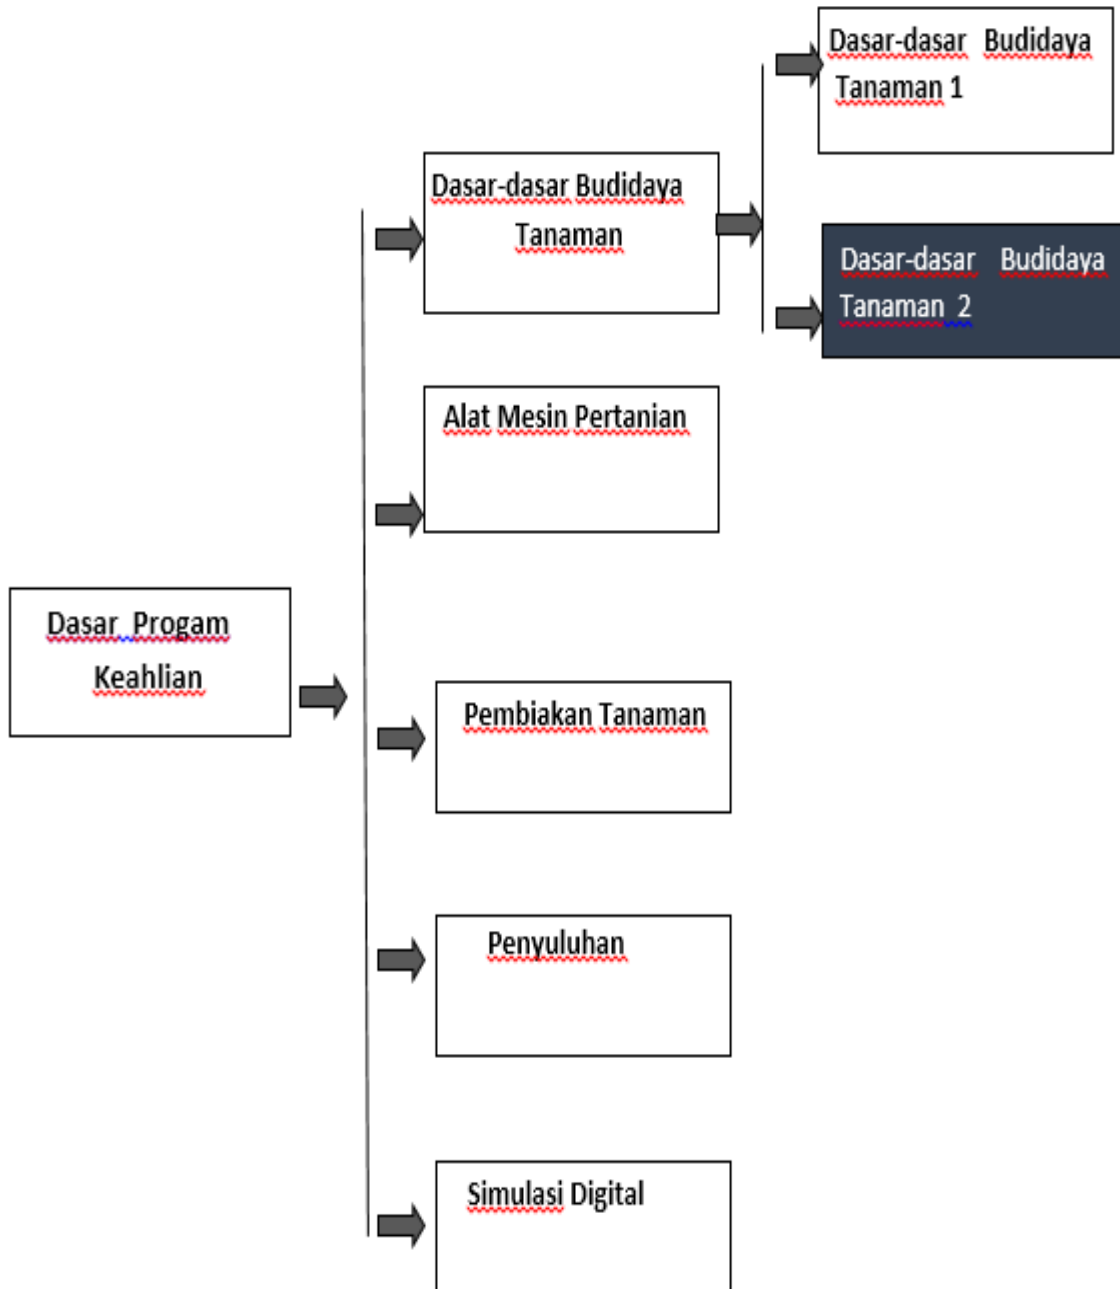 Dasar-dasar Budidaya
Tanaman 1
Dasar-dasar Budidaya
Tanaman
Dasar-dasar Budidaya
Tanaman 2
Alat Mesin Pertanian
Dasar Progam
Keahlian
Pembiakan Tanaman
Penyuluhan
Simulasi Digital